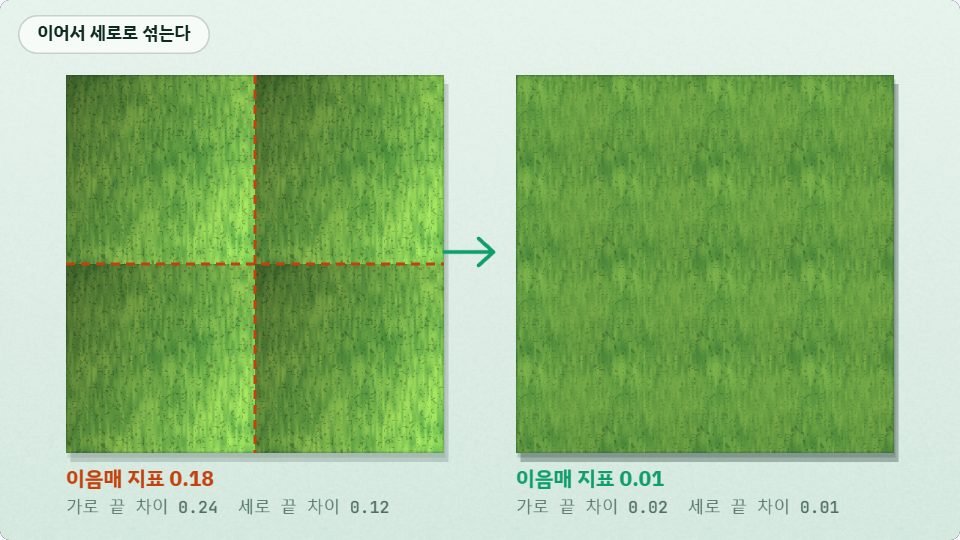 이어서 세로로 섞는다
이음매 지표 0.18
가로 끝 차이 0.24 세로 끝 차이 0.12
이음매 지표 0.01
가로 끝 차이 0.02 세로 끝 차이 0.01